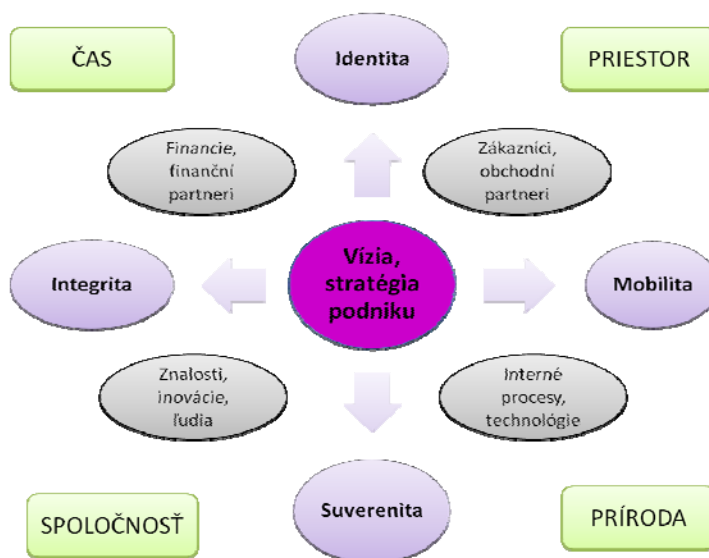 ČAS
Identita
PRIESTOR
Financie,
finanční
partneri
Zákazníci,
obchodní
partneri
Integrita
Vízia,
stratégia
podniku
Mobilita
Znalosti,
inovácie,
ľudia
Interné
procesy,
technológie
SPOLOČNOSŤ
Suverenita
PRÍRODA